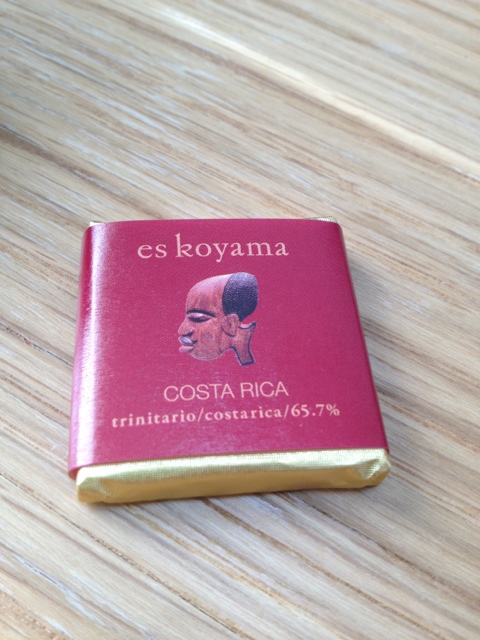 es koyama
COSTA RICA
trinitario/costarica/65.7%